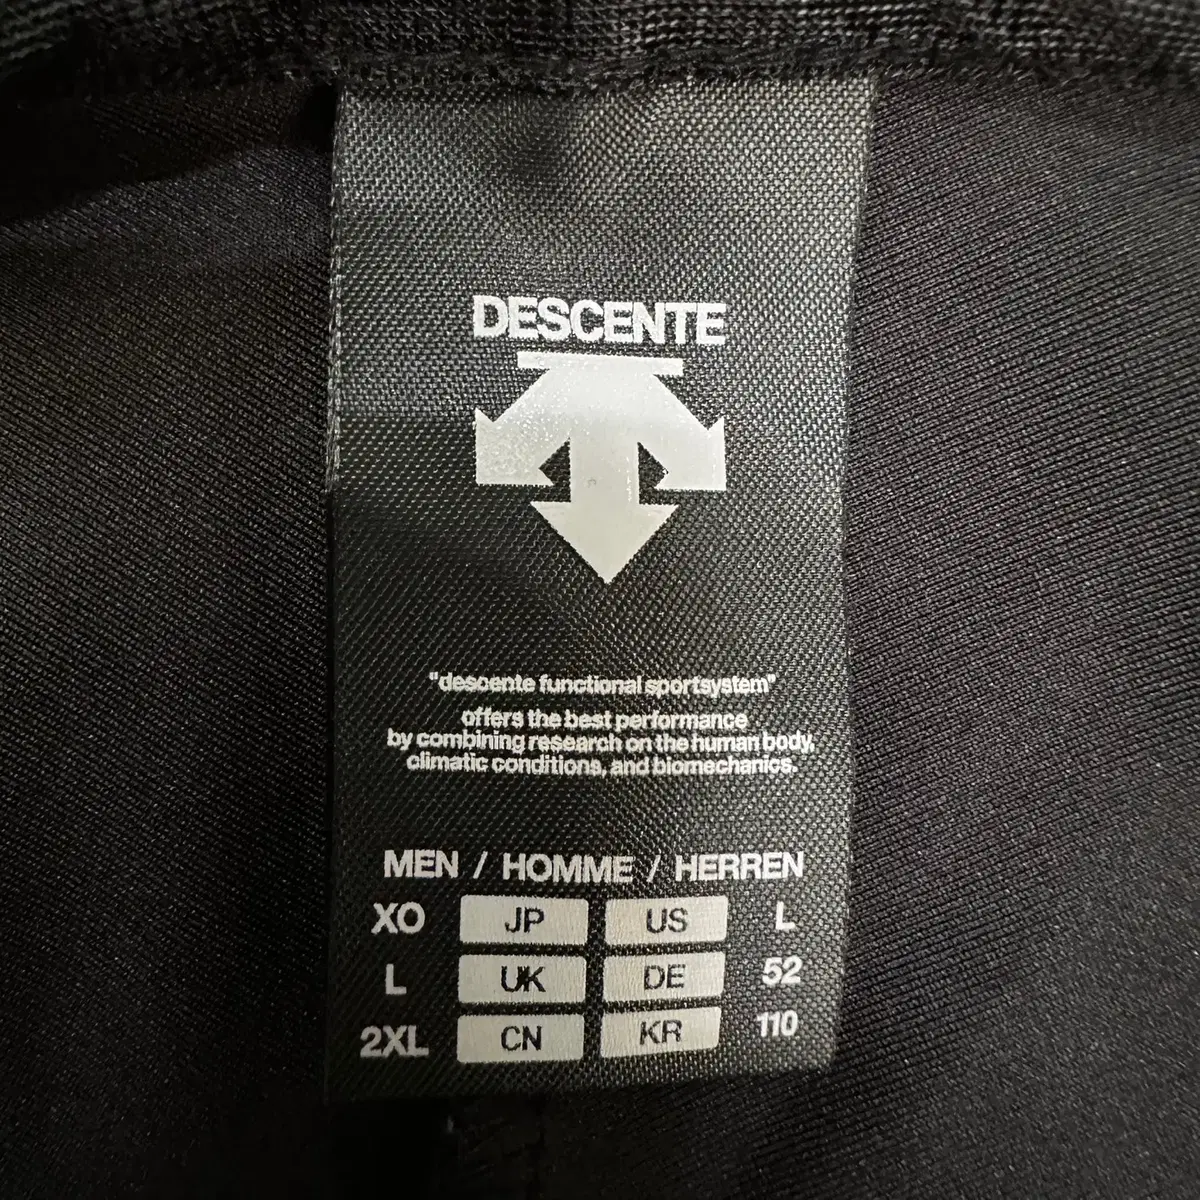 DESCENTE
"descente functional sportsystem"
offers the best performance
by combining research on the human body,
climatic conditions, and biomechanics.
MEN / HOMME / HERREN
XO JP US L
L UK DE 52
2XL CN KR 110